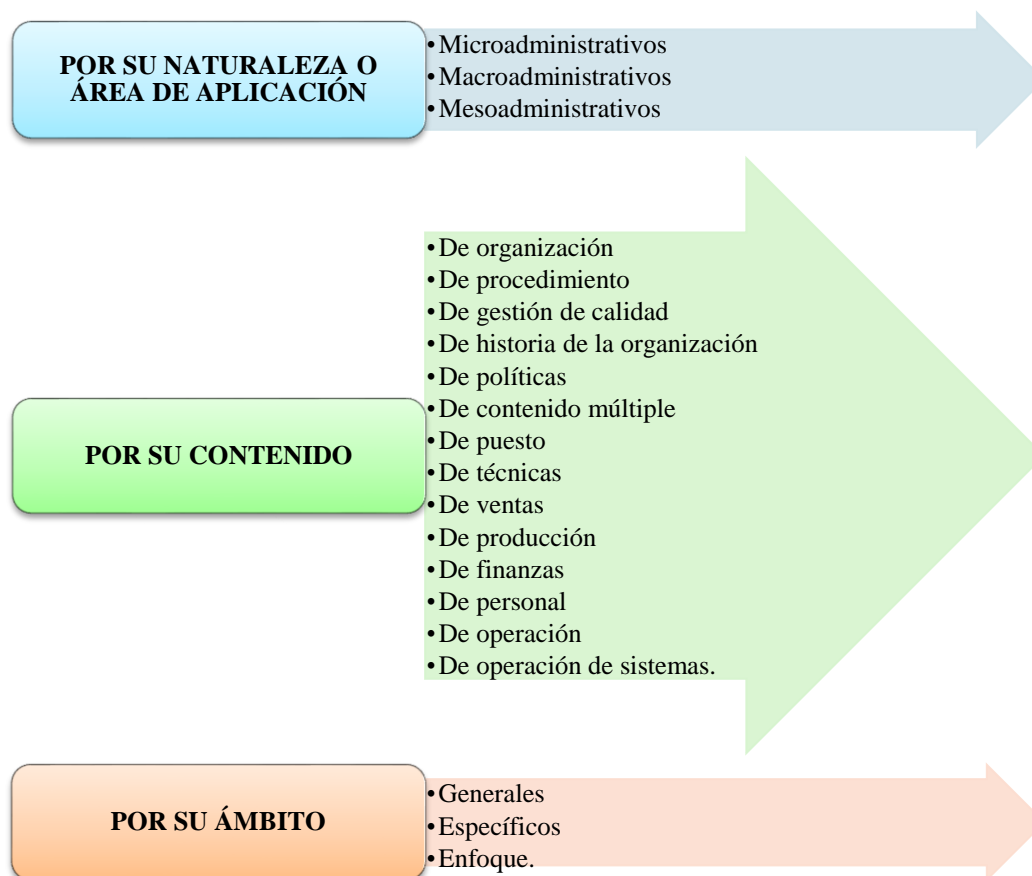 POR SU NATURALEZA O
ÁREA DE APLICACIÓN
•Microadministrativos
•Macroadministrativos
•Mesoadministrativos
POR SU CONTENIDO
•De organización
•De procedimiento
•De gestión de calidad
•De historia de la organización
•De políticas
•De contenido múltiple
•De puesto
•De técnicas
•De ventas
•De producción
•De finanzas
•De personal
•De operación
•De operación de sistemas.
POR SU ÁMBITO
•Generales
•Específicos
•Enfoque.